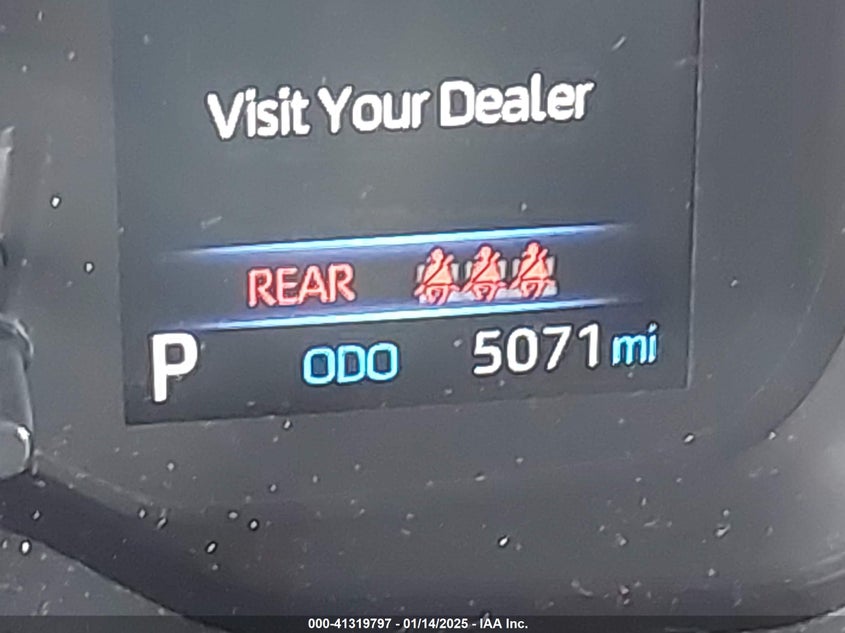 Visit Your Dealer
REAR
P ODO 5071 mi
000-41319797 - 01/14/2025 - IAA Inc.